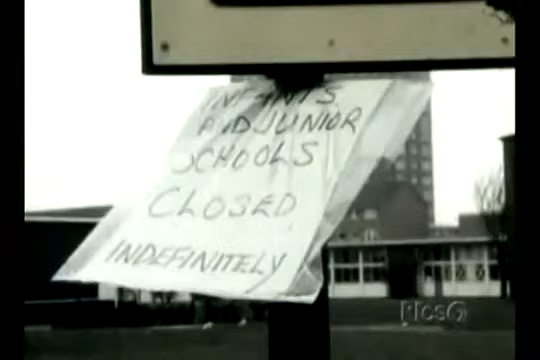 INFANTS
AND JUNIOR
SCHOOLS
CLOSED
INDEFINITELY